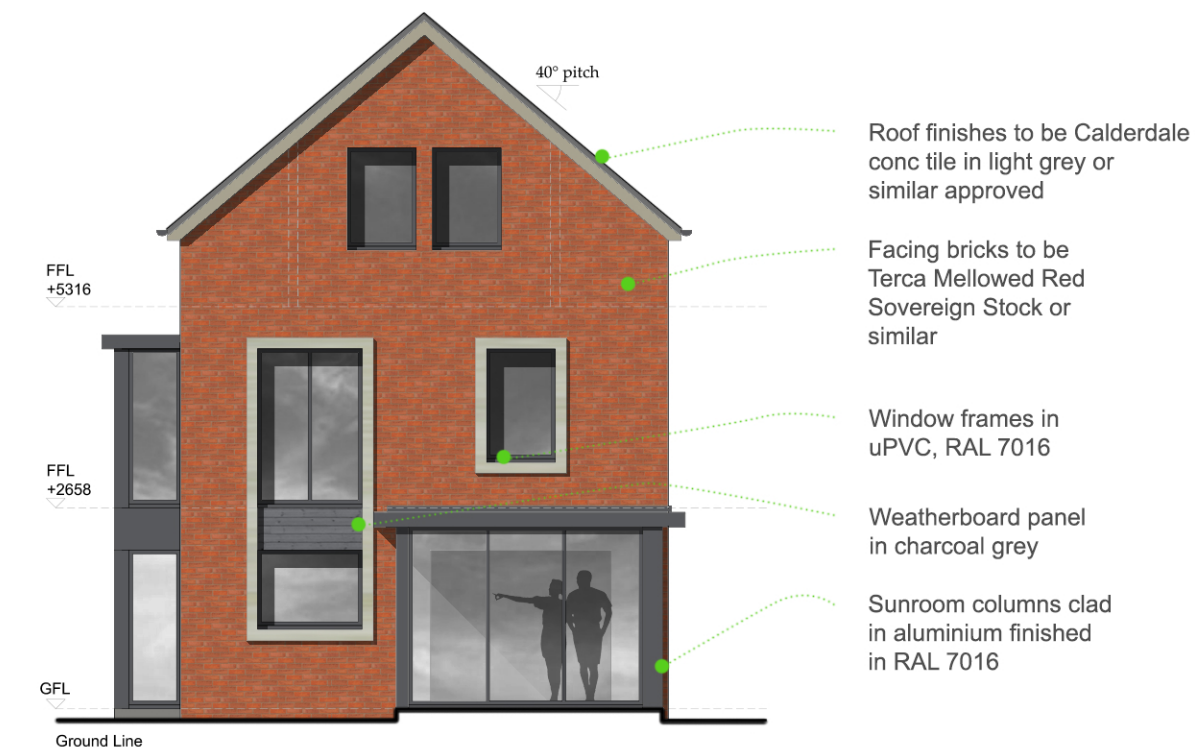 40° pitch
Roof finishes to be Calderdale
conc tile in light grey or
similar approved
Facing bricks to be
Terca Mellowed Red
Sovereign Stock or
similar
FFL
+5316
Window frames in
uPVC, RAL 7016
FFL
+2658
Weatherboard panel
in charcoal grey
Sunroom columns clad
in aluminium finished
in RAL 7016
GFL
Ground Line